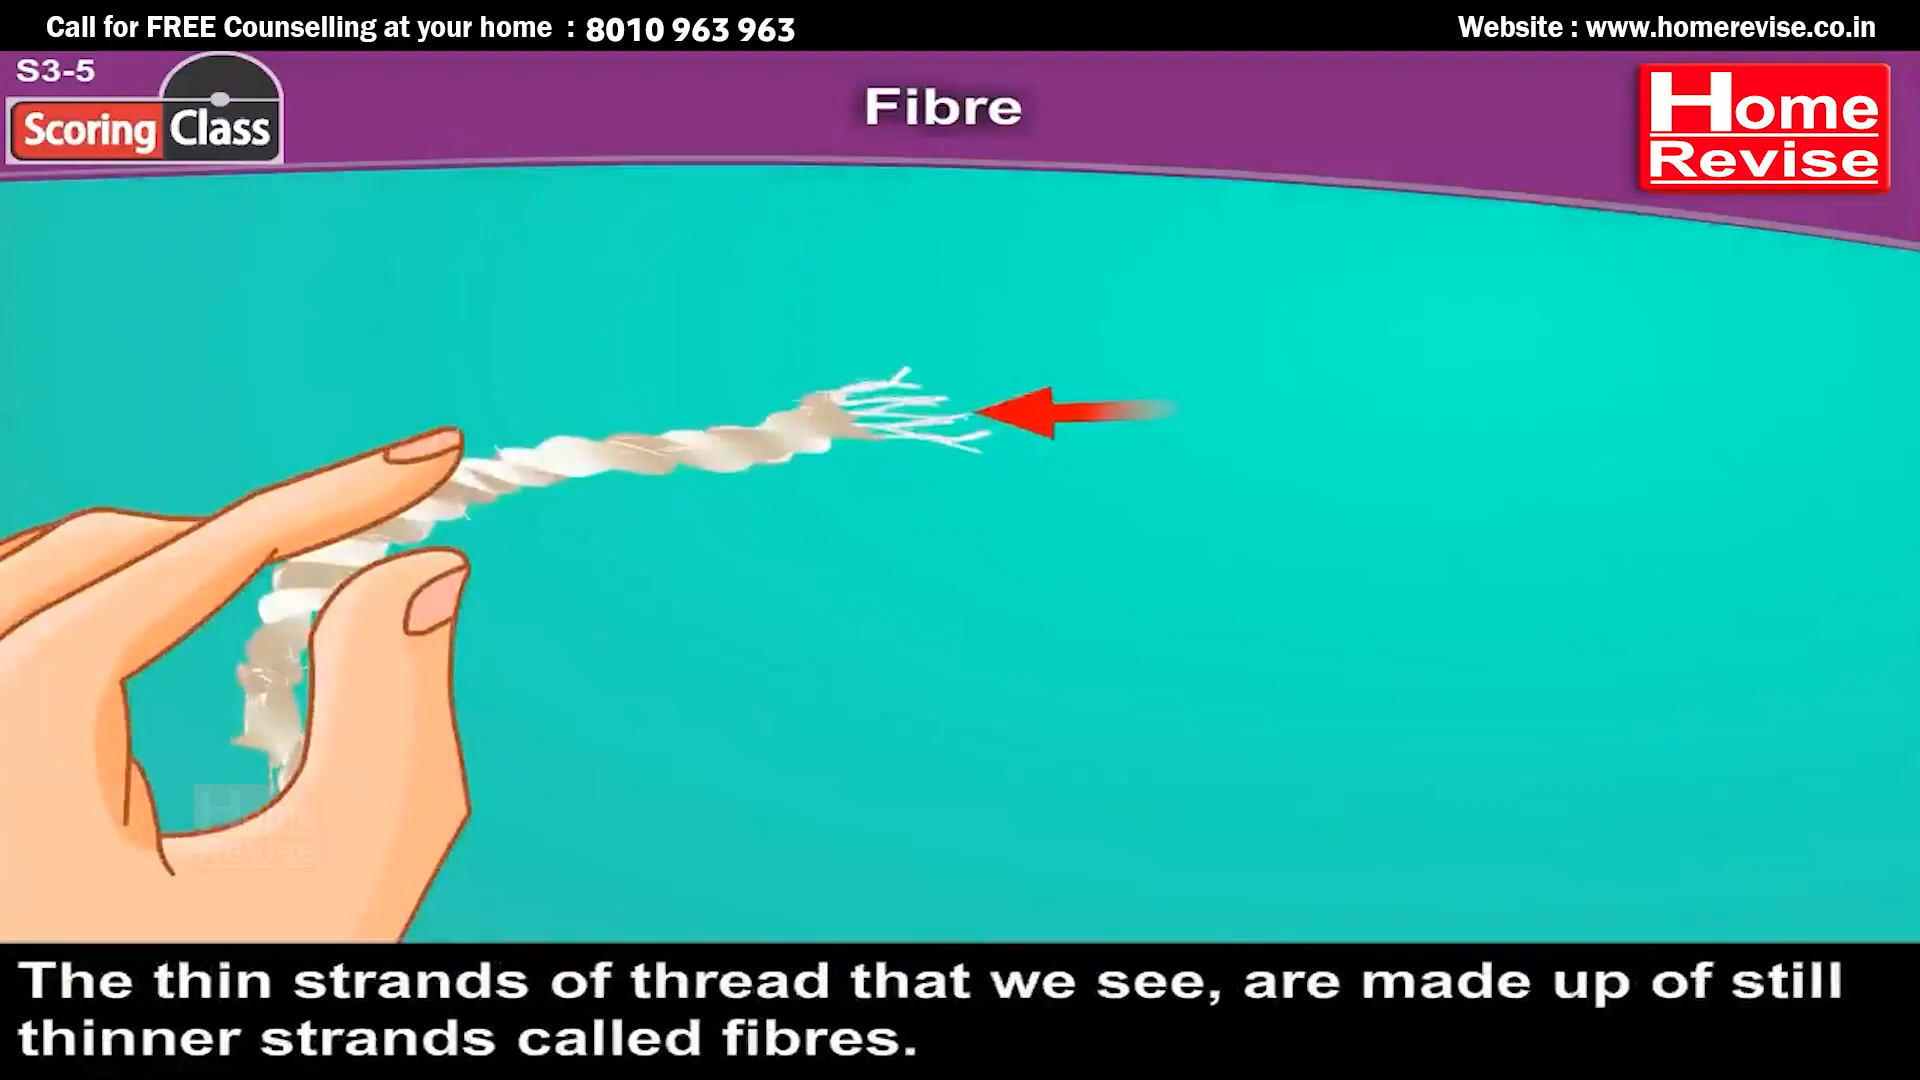 Call for FREE Counselling at your home : 8010 963 963
Website : www.homerevise.co.in
S3-5
Scoring Class
Fibre
Home
Revise
Home
Revise
The thin strands of thread that we see, are made up of still
thinner strands called fibres.